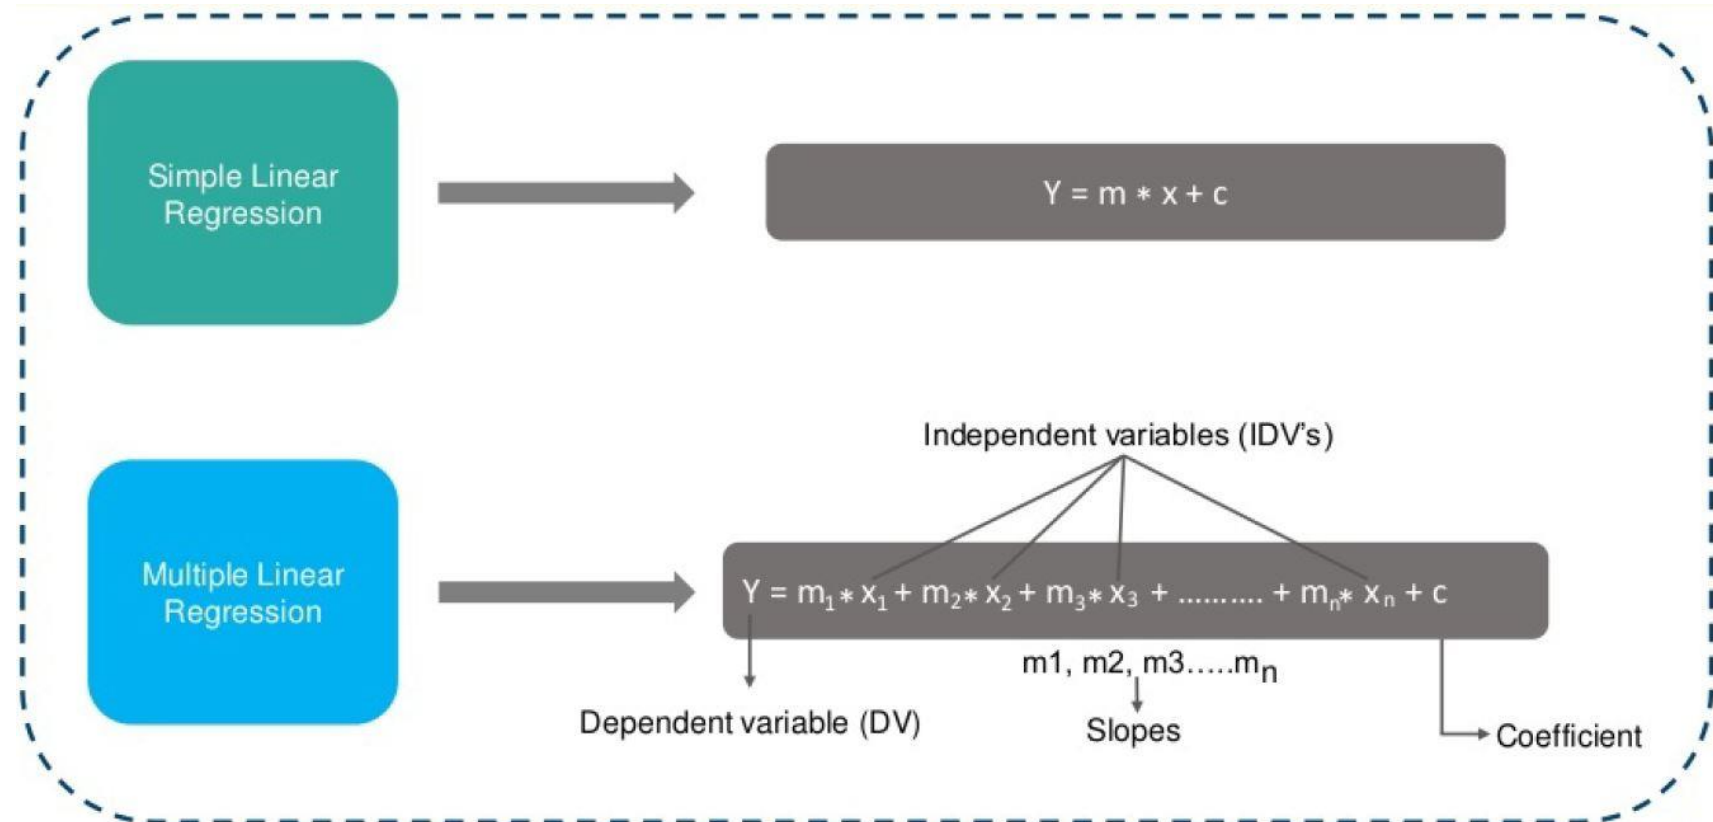 Simple Linear
Regression
Y = m * x + c
Independent variables (IDV's)
Multiple Linear
Regression
Y = m₁* x₁ + m₂* x₂ + m₃* x₃ + .......... + mₙ* xₙ + c
m1, m2, m3.....mₙ
Dependent variable (DV)
Slopes
Coefficient